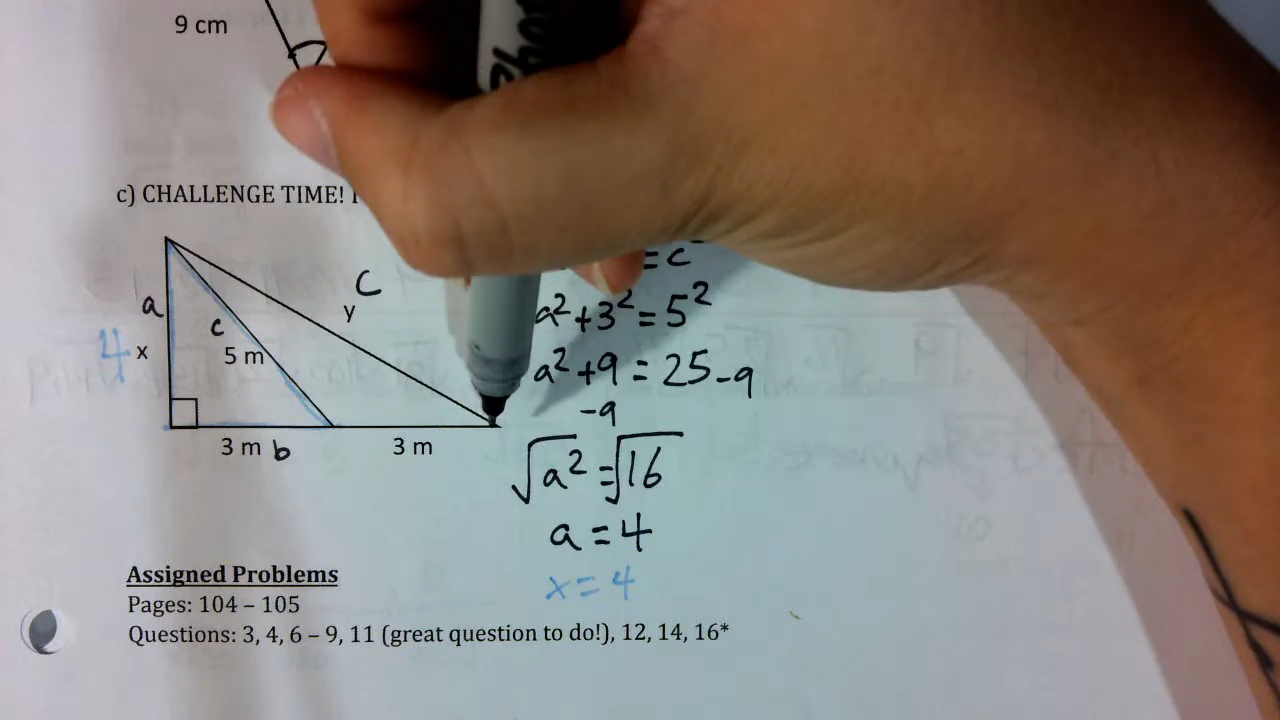 9 cm
c) CHALLENGE TIME!
= c
a² + 3² = 5²
a² + 9 = 25 - 9
-9
√a² = √16
a = 4
x = 4
C
y
a
c
4 x
5 m
3 m b
3 m
Assigned Problems
Pages: 104 – 105
Questions: 3, 4, 6 – 9, 11 (great question to do!), 12, 14, 16*